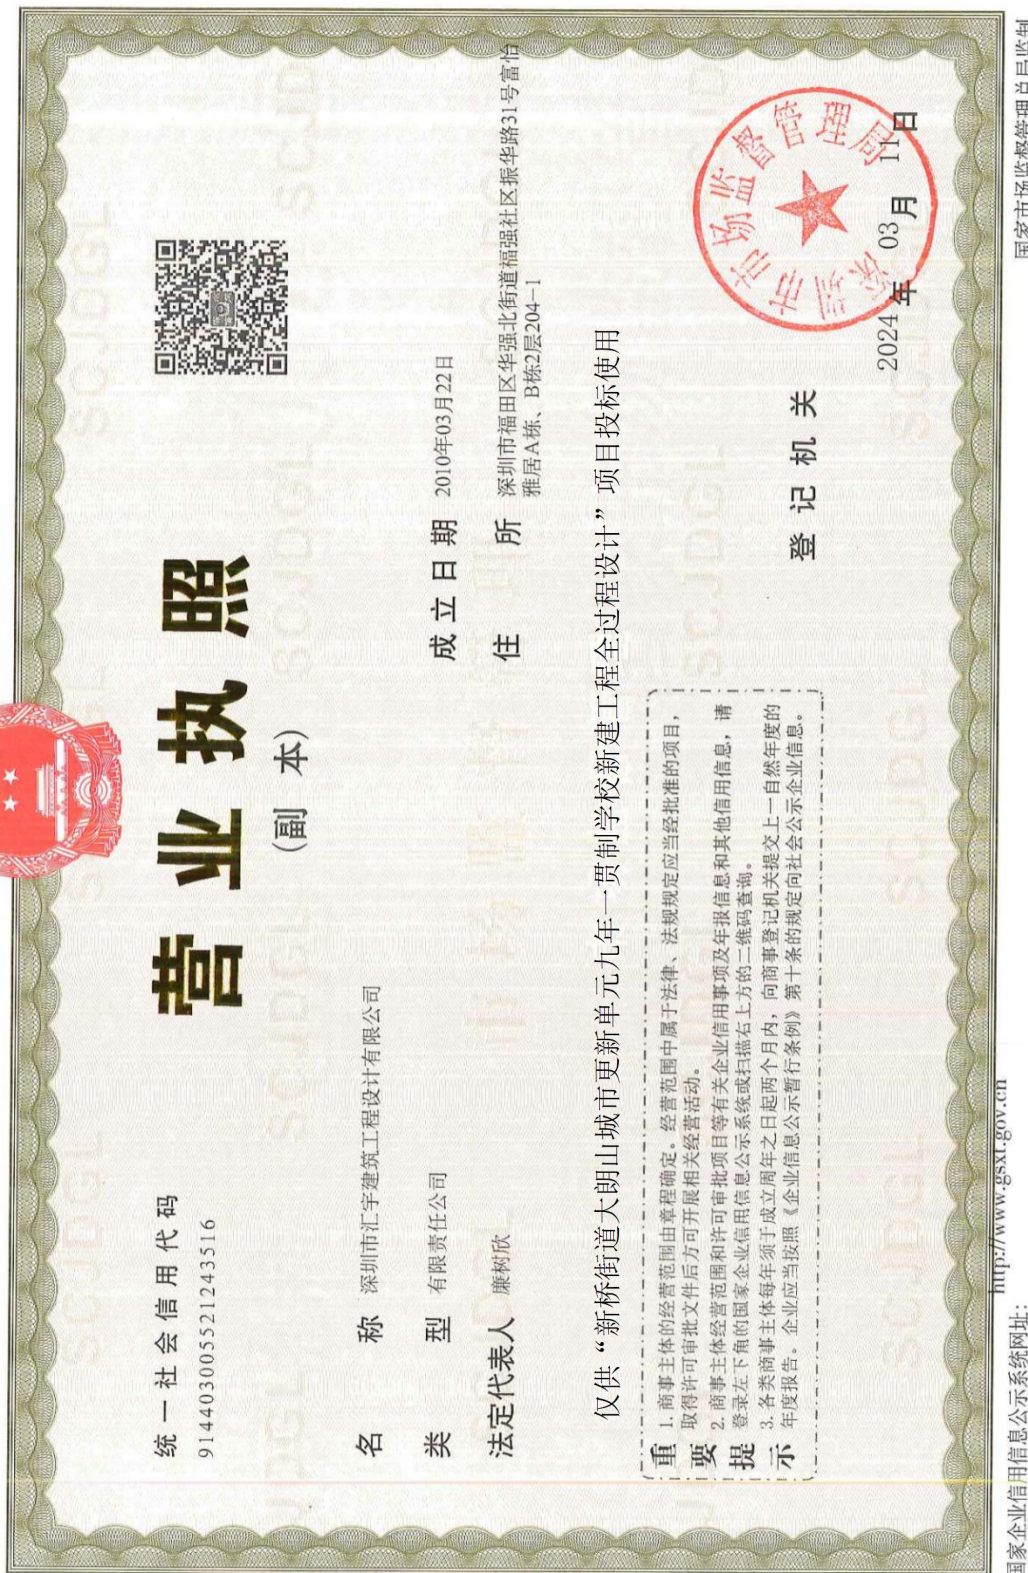 营业执照
(副 本)
统一社会信用代码
91440300552124351 6
名 称 深圳市汇宇建筑工程设计有限公司
类 型 有限责任公司
法定代表人 廉树欣
成立日期 2010年03月22日
住 所 深圳市福田区华强北街道福强社区振华路31号富怡
雅居A栋、B栋2层204-1
仅供“新桥街道大朗山城市更新单元九年一贯制学校新建工程全过程设计”项目投标使用
重要提示
1. 商事主体的经营范围由章程确定。经营范围中属于法律、法规规定应当经批准的项目，
取得许可审批文件后方可开展相关经营活动。
2. 商事主体经营范围和许可审批项目等有关企业信用事项及年报信息和其他信用信息，请
登录左下角的国家企业信用信息公示系统或扫描右上方的二维码查询。
3. 各类商事主体每年须于成立周年之日起两个月内，向商事登记机关提交上一自然年度的
年度报告。企业应当按照《企业信息公示暂行条例》第十条的规定向社会公示企业信息。
登记机关
深圳市市场监督管理局
2024年03月11日
国家企业信用信息公示系统网址：
http://www.gsxt.gov.cn
国家市场监督管理总局监制